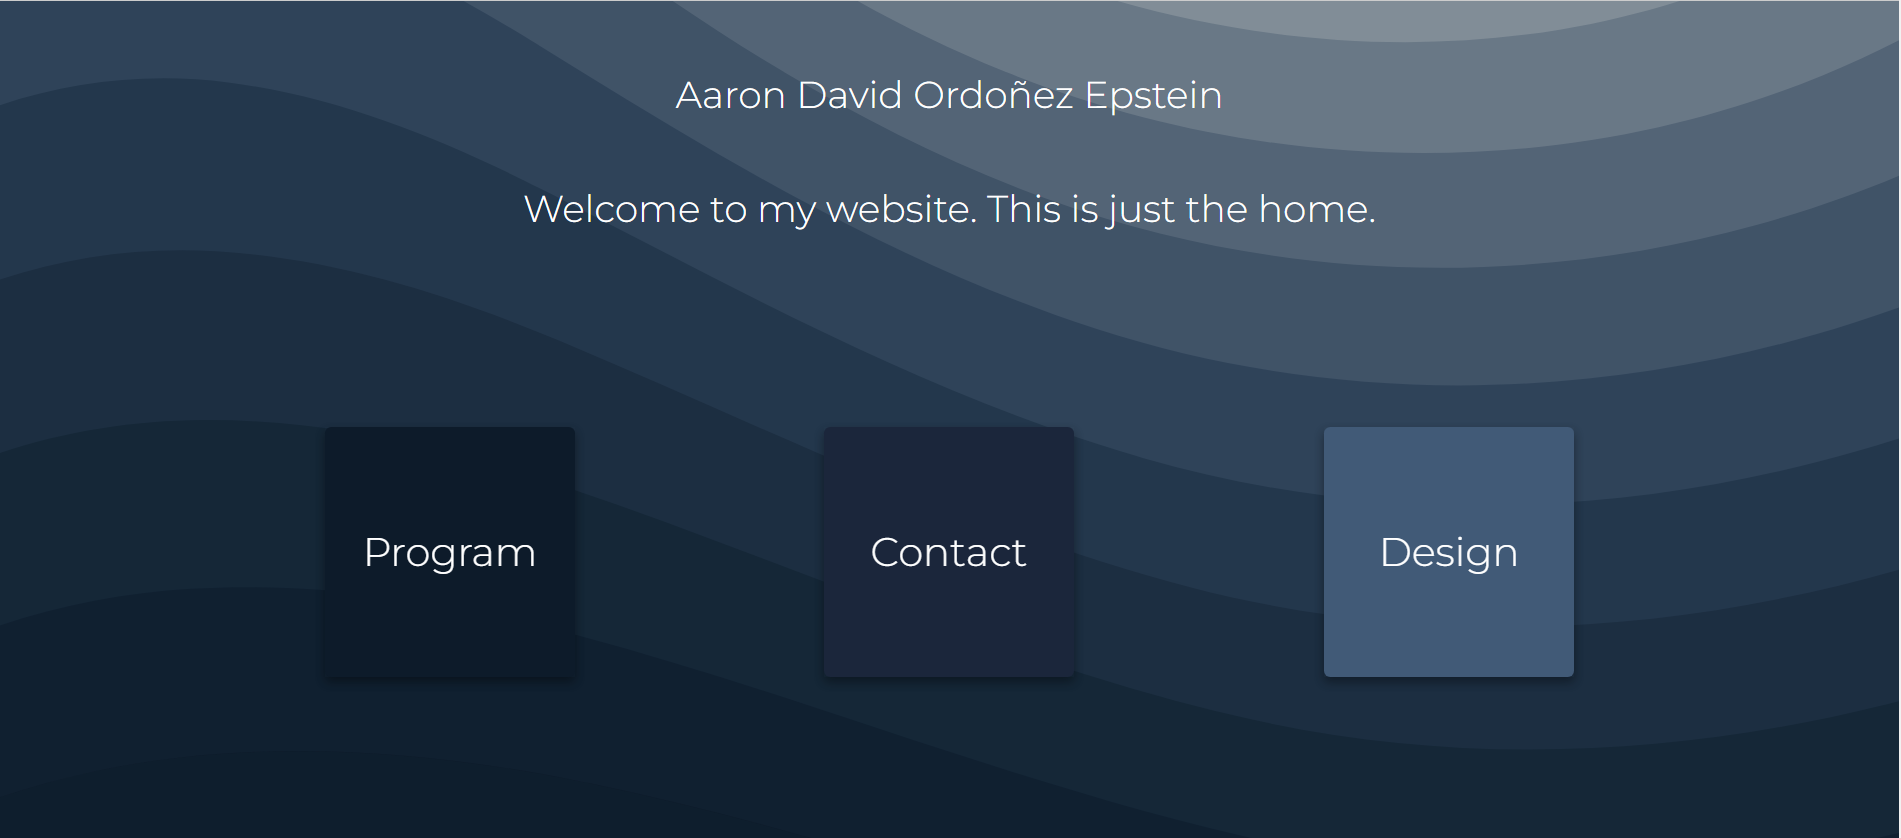 Aaron David Ordoñez Epstein
Welcome to my website. This is just the home.
Program
Contact
Design